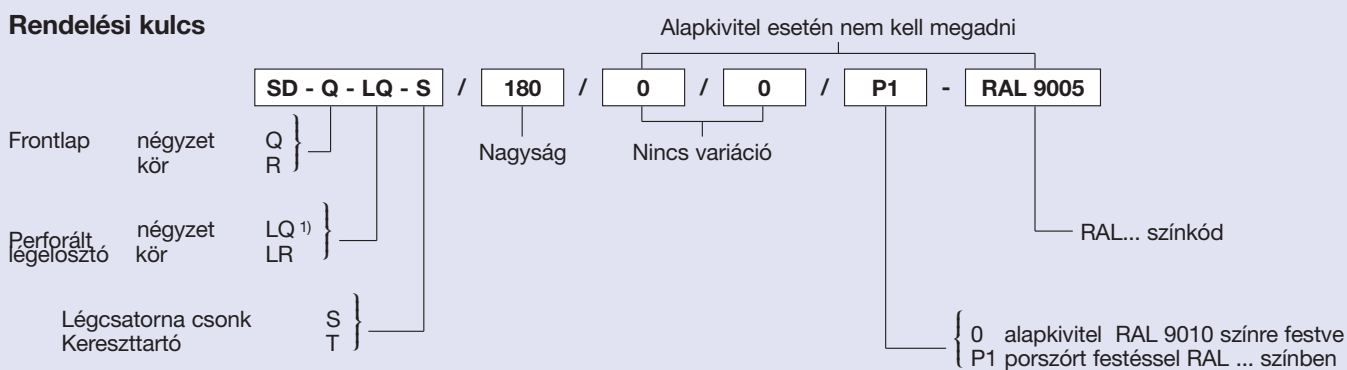 Rendelési kulcs
Alapkivitel esetén nem kell megadni
SD - Q - LQ - S / 180 / 0 / 0 / P1 - RAL 9005
Frontlap négyzet Q
kör R
Nagyság
Nincs variáció
Perforált légelosztó négyzet LQ 1)
kör LR
RAL... színkód
Légcsatorna csonk S
Kereszttartó T
0 alapkivitel RAL 9010 színre festve
P1 porszórt festéssel RAL ... színben